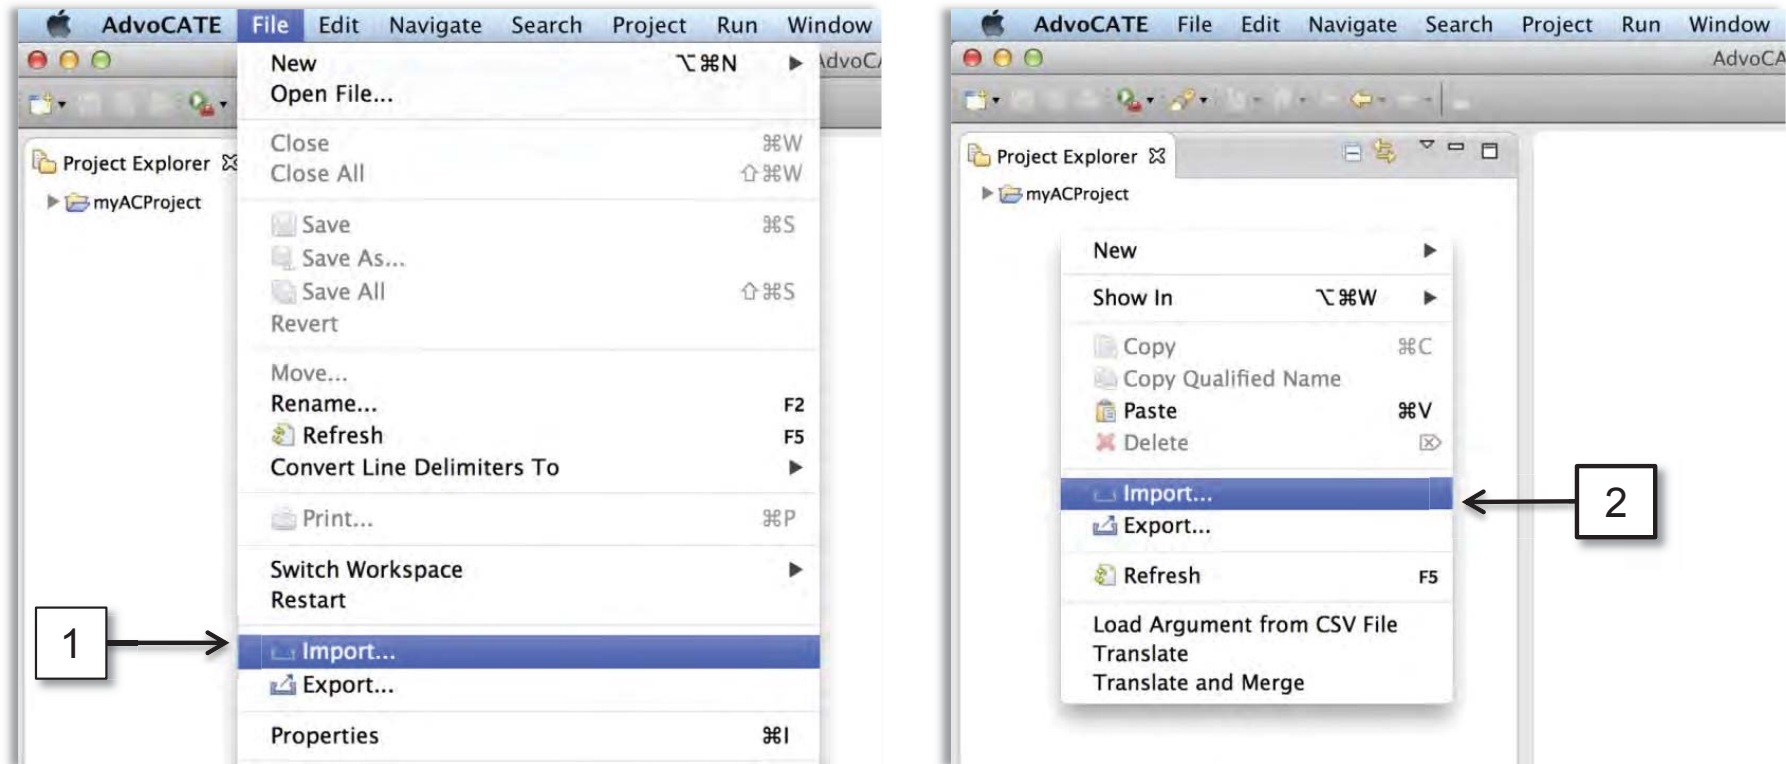 AdvoCATE File Edit Navigate Search Project Run Window
AdvoCA
Project Explorer
myACProject
New ⌥⌘N ▶
Open File...
Close ⌘W
Close All ⇧⌘W
Save ⌘S
Save As...
Save All ⇧⌘S
Revert
Move...
Rename... F2
Refresh F5
Convert Line Delimiters To ▶
Print... ⌘P
Switch Workspace ▶
Restart
Import...
Export...
Properties ⌘I
1
AdvoCATE File Edit Navigate Search Project Run Window
AdvoCA
Project Explorer
myACProject
New ▶
Show In ⌥⌘W ▶
Copy ⌘C
Copy Qualified Name
Paste ⌘V
Delete ⌦
Import...
Export...
Refresh F5
Load Argument from CSV File
Translate
Translate and Merge
2